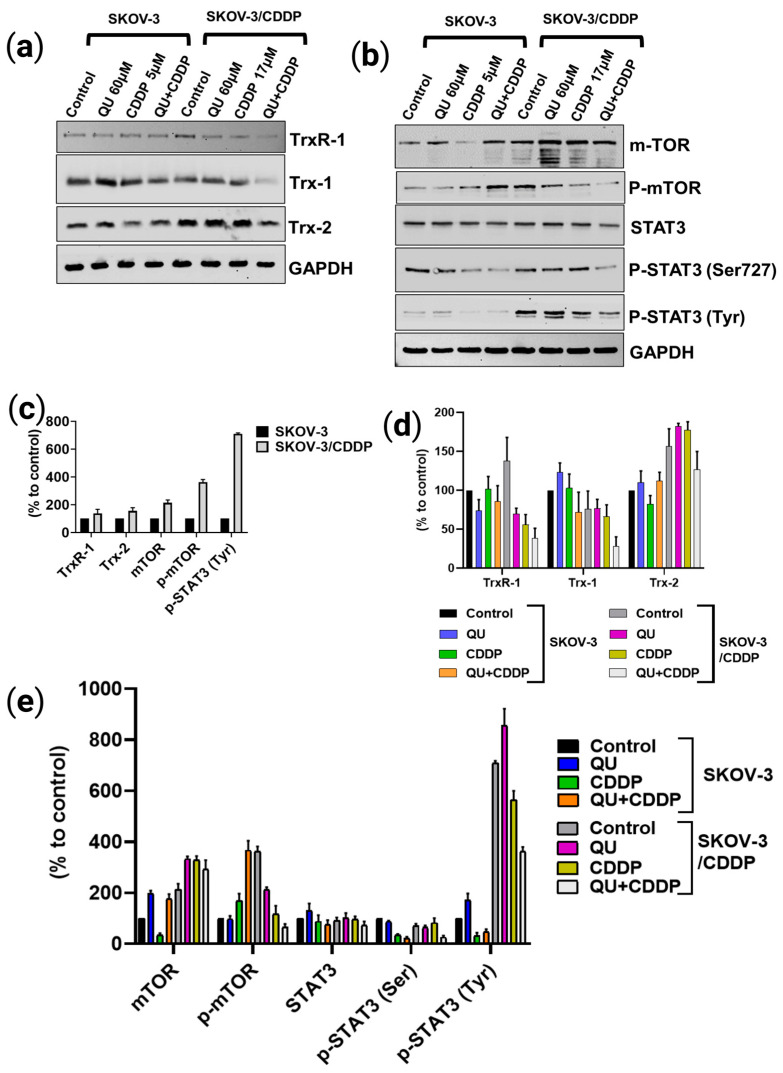 (a)
SKOV-3
SKOV-3/CDDP
Control
QU 60µM
CDDP 5µM
QU+CDDP
Control
QU 60µM
CDDP 17µM
QU+CDDP
TrxR-1
Trx-1
Trx-2
GAPDH
(b)
SKOV-3
SKOV-3/CDDP
Control
QU 60µM
CDDP 5µM
QU+CDDP
Control
QU 60µM
CDDP 17µM
QU+CDDP
m-TOR
P-mTOR
STAT3
P-STAT3 (Ser727)
P-STAT3 (Tyr)
GAPDH
(c)
(% to control)
800
600
400
200
0
SKOV-3
SKOV-3/CDDP
TrxR-1
Trx-2
mTOR
p-mTOR
p-STAT3 (Tyr)
(d)
(% to control)
200
150
100
50
0
TrxR-1
Trx-1
Trx-2
Control
QU
CDDP
QU+CDDP
SKOV-3
Control
QU
CDDP
QU+CDDP
SKOV-3
/CDDP
(e)
(% to control)
1000
800
600
400
200
0
mTOR
p-mTOR
STAT3
p-STAT3 (Ser)
p-STAT3 (Tyr)
Control
QU
CDDP
QU+CDDP
SKOV-3
Control
QU
CDDP
QU+CDDP
SKOV-3
/CDDP